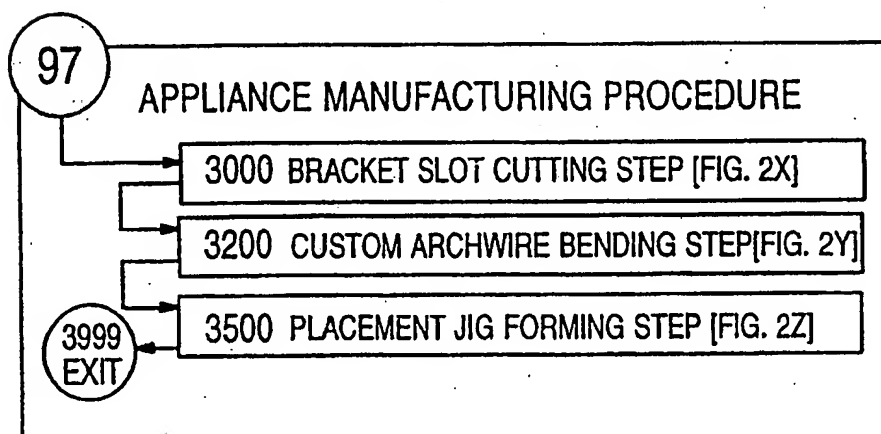 97
APPLIANCE MANUFACTURING PROCEDURE
3000 BRACKET SLOT CUTTING STEP [FIG. 2X]
3200 CUSTOM ARCHWIRE BENDING STEP[FIG. 2Y]
3500 PLACEMENT JIG FORMING STEP [FIG. 2Z]
3999
EXIT